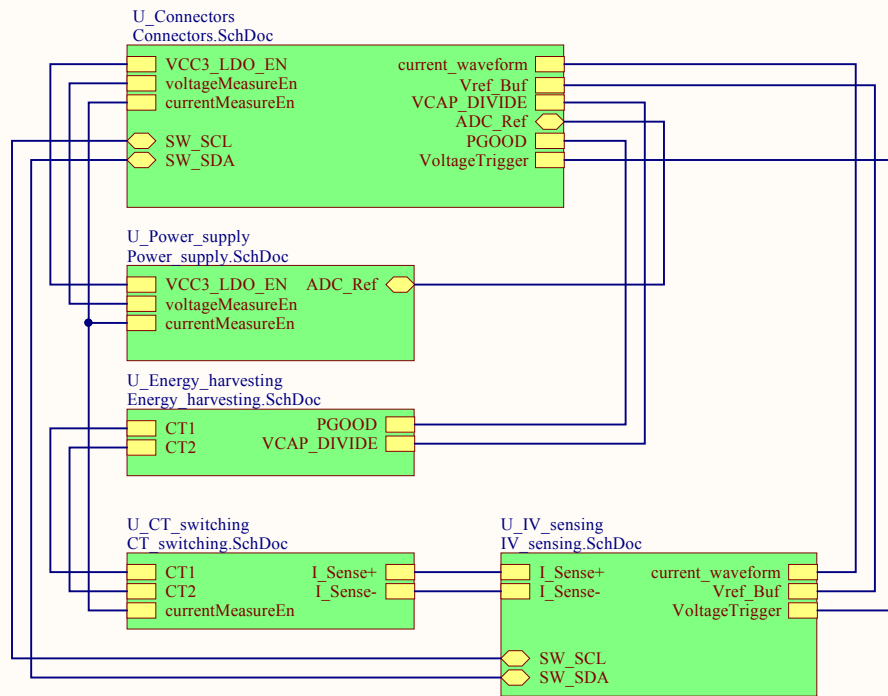 U_Connectors
Connectors.SchDoc
VCC3_LDO_EN current_waveform
voltageMeasureEn Vref_Buf
currentMeasureEn VCAP_DIVIDE
ADC_Ref
SW_SCL PGOOD
SW_SDA VoltageTrigger
U_Power_supply
Power_supply.SchDoc
VCC3_LDO_EN ADC_Ref
voltageMeasureEn
currentMeasureEn
U_Energy_harvesting
Energy_harvesting.SchDoc
CT1 PGOOD
CT2 VCAP_DIVIDE
U_CT_switching
CT_switching.SchDoc
CT1 I_Sense+
CT2 I_Sense-
currentMeasureEn
U_IV_sensing
IV_sensing.SchDoc
I_Sense+ current_waveform
I_Sense- Vref_Buf
VoltageTrigger
SW_SCL
SW_SDA